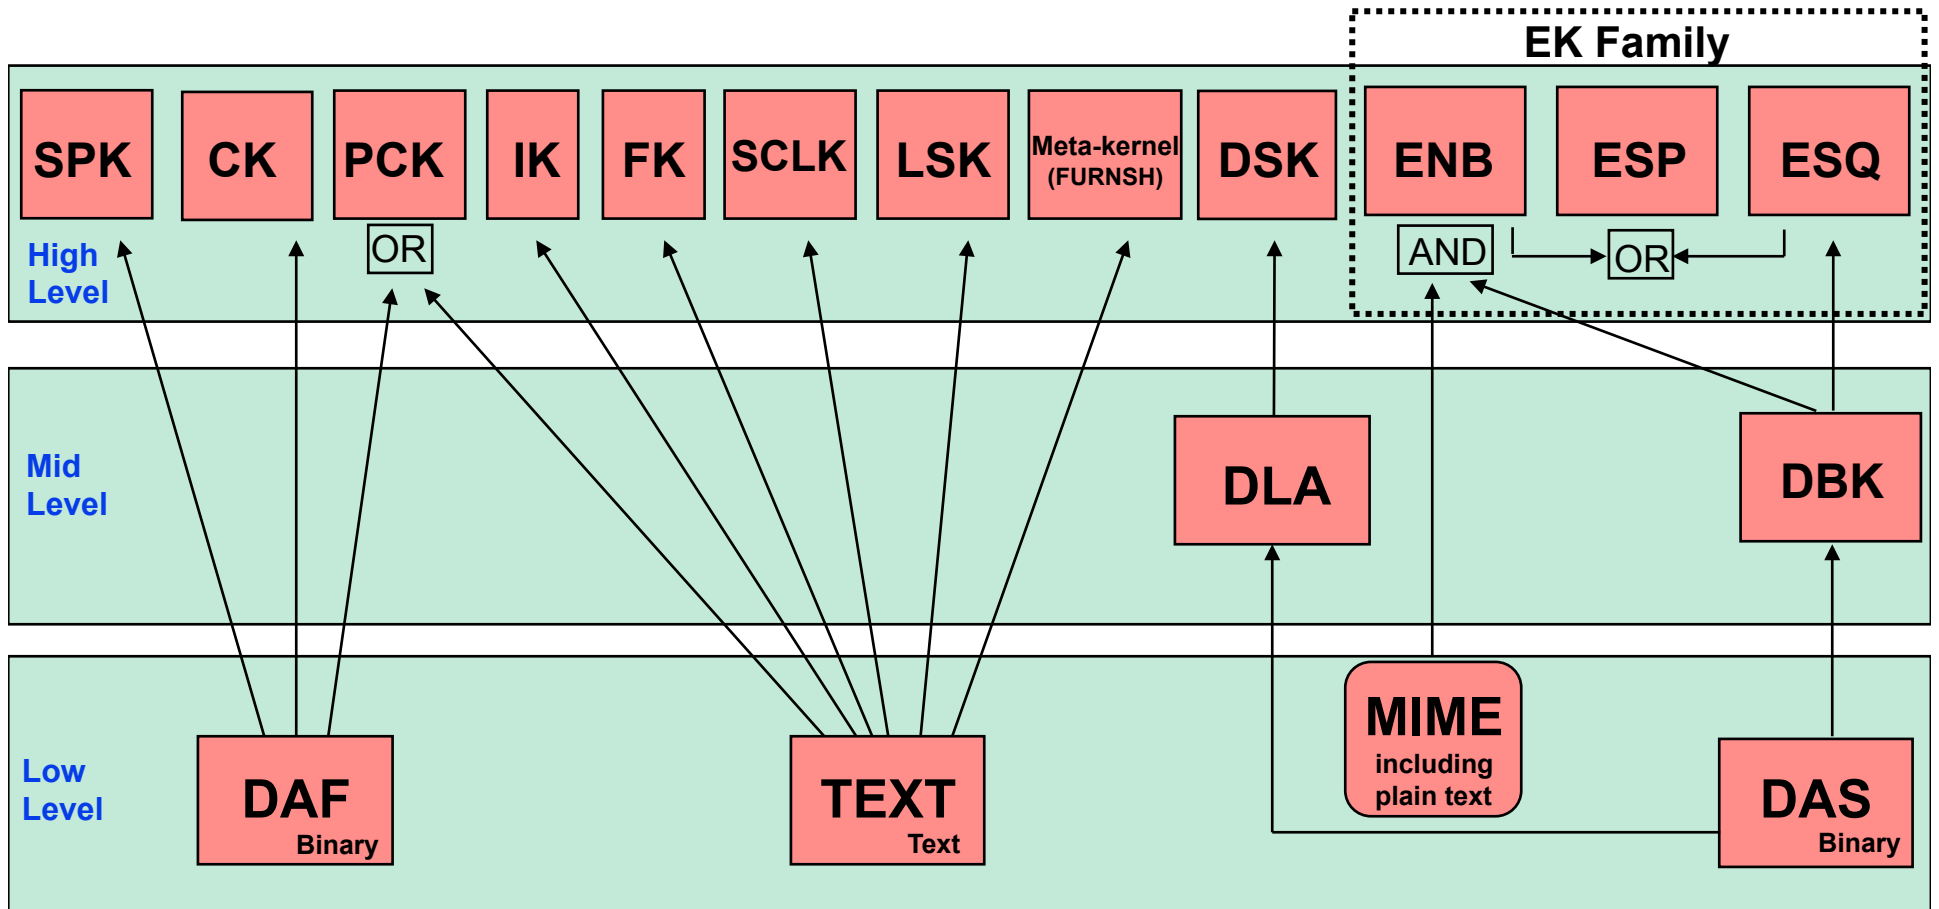 EK Family
SPK
CK
PCK
IK
FK
SCLK
LSK
Meta-kernel
(FURNSH)
DSK
ENB
ESP
ESQ
OR
AND
OR
High
Level
Mid
Level
DLA
DBK
Low
Level
DAF
Binary
TEXT
Text
MIME
including
plain text
DAS
Binary